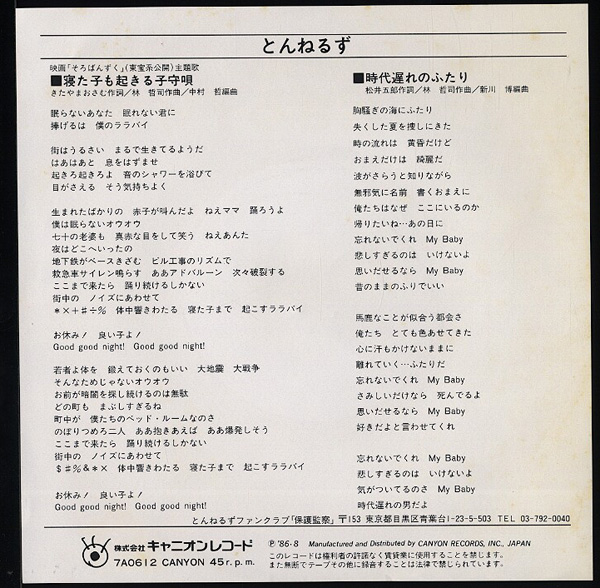 とんねるず
映画「そろばんずく」(東宝系公開)主題歌
■寝た子も起きる子守唄
きたやまおさむ作詞／林　哲司作曲／中村　哲編曲
眠らないあなた　眠れない君に
捧げるは　僕のララバイ
街はうるさい　まるで生きてるようだ
はあはあと　息をはずませ
起きろ起きろよ　音のシャワーを浴びて
目がさえる　そう気持ちよく
生まれたばかりの　赤子が叫んだよ　ねえママ　踊ろうよ
僕は眠らないオウオウ
七十の老婆も　真赤な目をして笑う　ねえあんた
夜はどこへいったの
地下鉄がベースきざむ　ビル工事のリズムで
救急車サイレン鳴らす　ああアドバルーン　次々破裂する
ここまで来たら　踊り続けるしかない
街中の　ノイズにあわせて
＊×＋＃÷％　体中響きわたる　寝た子まで　起こすララバイ
お休み！　良い子よ！
Good good night!　Good good night!
若者よ体を　鍛えておくのもいい　大地震　大戦争
そんなためじゃないオウオウ
お前が暗闇を探し続けるのは無駄
どの町も　まぶしすぎるね
町中が　僕たちのベッド・ルームなのさ
のぼりつめろ二人　ああ抱きあえば　ああ爆発しそう
ここまで来たら　踊り続けるしかない
街中の　ノイズにあわせて
＄＃％＆＊×　体中響きわたる　寝た子まで　起こすララバイ
お休み！　良い子よ！
Good good night!　Good good night!
■時代遅れのふたり
松井五郎作詞／林　哲司作曲／新川　博編曲
胸騒ぎの海にふたり
失くした夏を捜しにきた
時の流れは　黄昏だけど
おまえだけは　綺麗だ
波がさらうと知りながら
無邪気に名前　書くおまえに
俺たちはなぜ　ここにいるのか
帰りたいね…あの日に
忘れないでくれ　My Baby
悲しすぎるのは　いけないよ
思いだせるなら　My Baby
昔のままのふりでいい
馬鹿なことが似合う都会さ
俺たち　とても色あせてきた
心に汗もかけないままに
離れていく…ふたりだ
忘れないでくれ　My Baby
さみしいだけなら　死んでるよ
思いだせるなら　My Baby
好きだよと言わせてくれ
忘れないでくれ　My Baby
悲しすぎるのは　いけないよ
気がついてるのさ　My Baby
時代遅れの男だよ
とんねるずファンクラブ「保護監察」〒153 東京都目黒区青葉台1-23-5-503 TEL 03-792-0040
株式会社キャニオンレコード
7A0612 CANYON 45r.p.m.
Ⓟ'86・8　Manufactured and Distributed by CANYON RECORDS, INC., JAPAN
このレコードは権利者の許諾なく賃貸業に使用することを禁じます。
また無断でテープその他に録音することは法律で禁じられています。